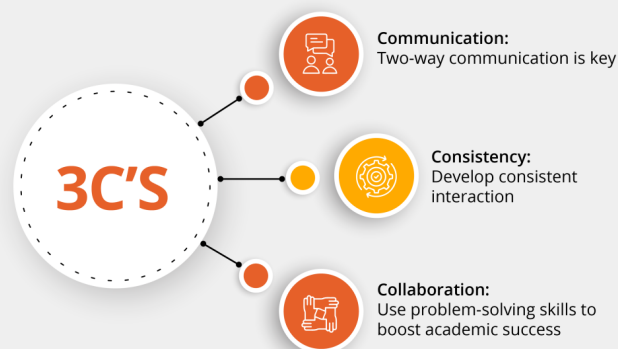 3C'S
Communication:
Two-way communication is key
Consistency:
Develop consistent
interaction
Collaboration:
Use problem-solving skills to
boost academic success